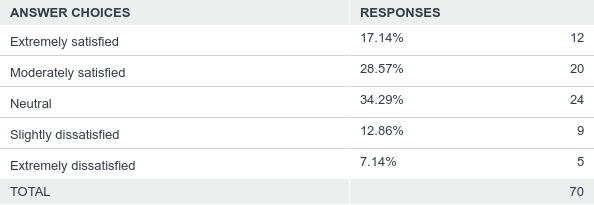 ANSWER CHOICES RESPONSES
Extremely satisfied 17.14% 12
Moderately satisfied 28.57% 20
Neutral 34.29% 24
Slightly dissatisfied 12.86% 9
Extremely dissatisfied 7.14% 5
TOTAL 70